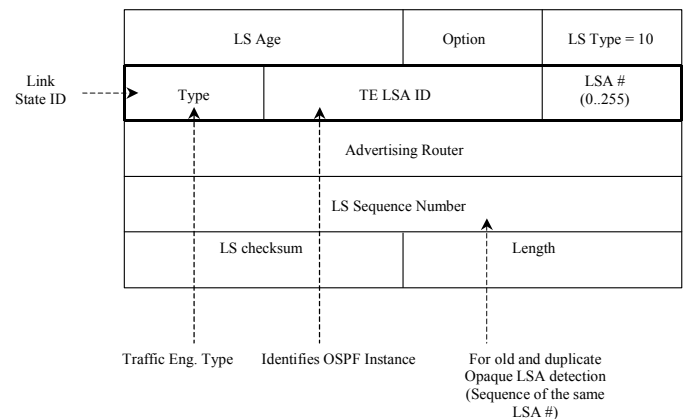 LS Age
Option
LS Type = 10
Link
State ID
Type
TE LSA ID
LSA #
(0..255)
Advertising Router
LS Sequence Number
LS checksum
Length
Traffic Eng. Type
Identifies OSPF Instance
For old and duplicate
Opaque LSA detection
(Sequence of the same
LSA #)